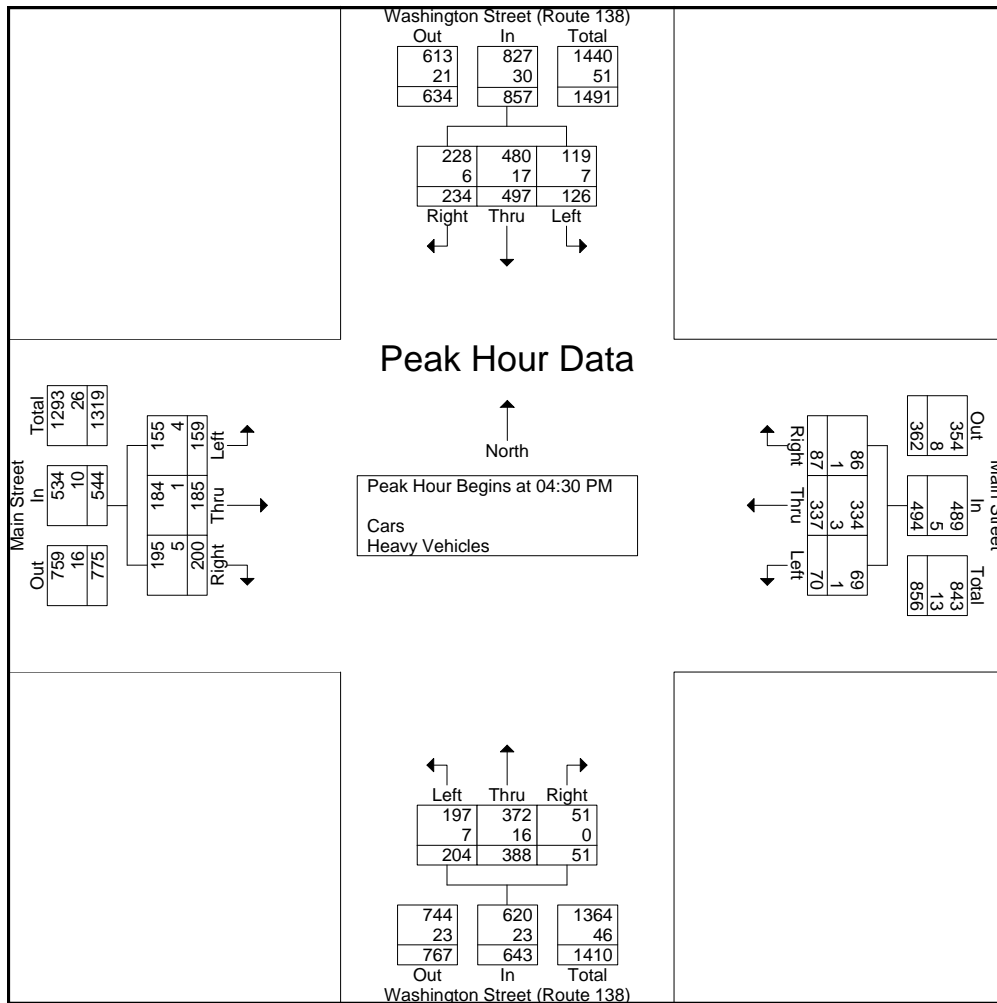 Washington Street (Route 138)
Out In Total
613 827 1440
21 30 51
634 857 1491
228 480 119
6 17 7
234 497 126
Right Thru Left
Peak Hour Data
North
Peak Hour Begins at 04:30 PM
Cars
Heavy Vehicles
Main Street
Out In Total
759 534 1293
16 10 26
775 544 1319
Right Thru Left
195 184 155
5 1 4
200 185 159
Main Street
Out In Total
354 489 843
8 5 13
362 494 856
86 334 69
1 3 1
87 337 70
Right Thru Left
Left Thru Right
197 372 51
7 16 0
204 388 51
744 620 1364
23 23 46
767 643 1410
Out In Total
Washington Street (Route 138)